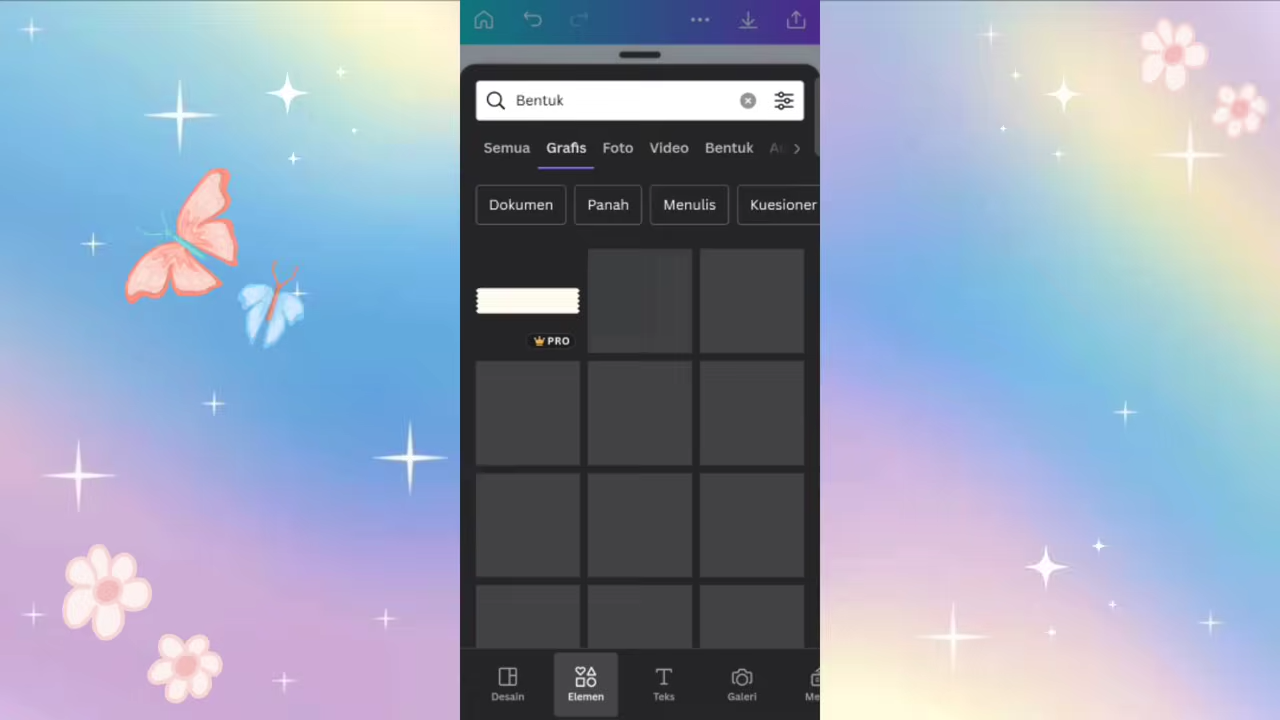 Bentuk
Semua Grafis Foto Video Bentuk
Dokumen Panah Menulis Kuesioner
PRO
Desain Elemen Teks Galeri